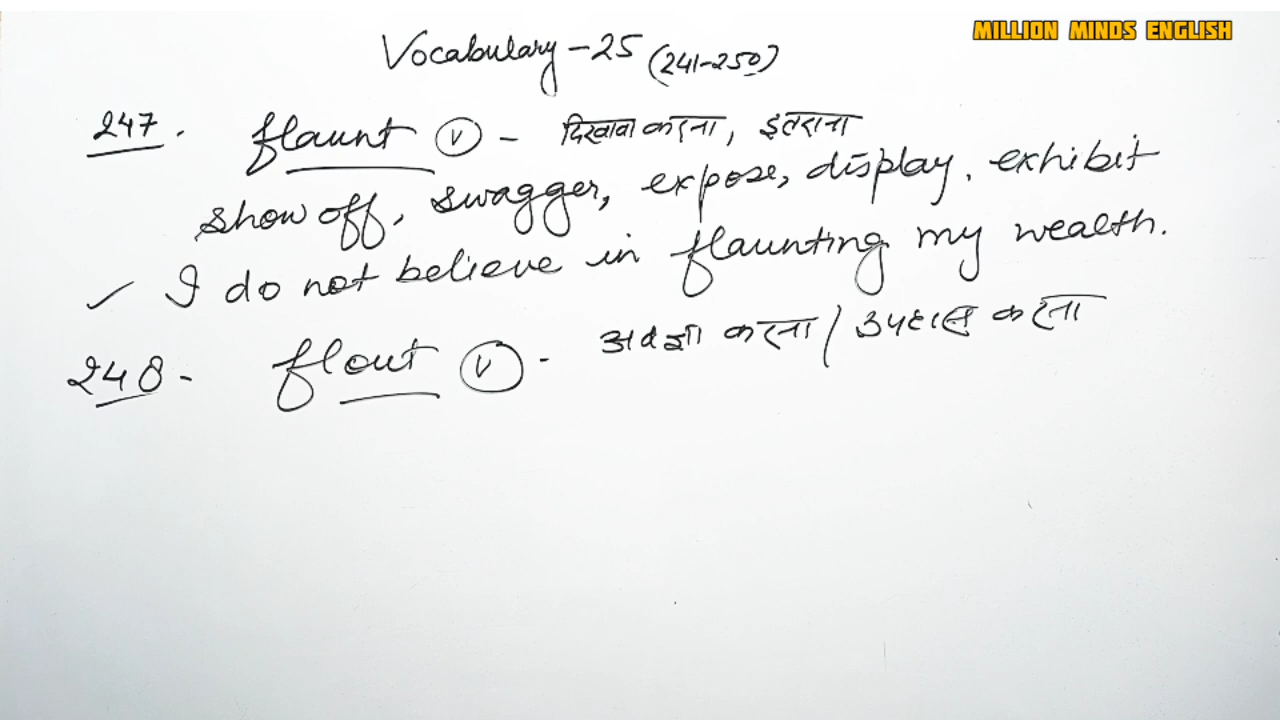 MILLION MINDS ENGLISH
Vocabulary - 25 (241-250)
247. flaunt (v) - दिखावा करना, इतराना
show off, swagger, expose, display, exhibit
✓ I do not believe in flaunting my wealth.
248- flout (v) - अवज्ञा करना / उपहास करना